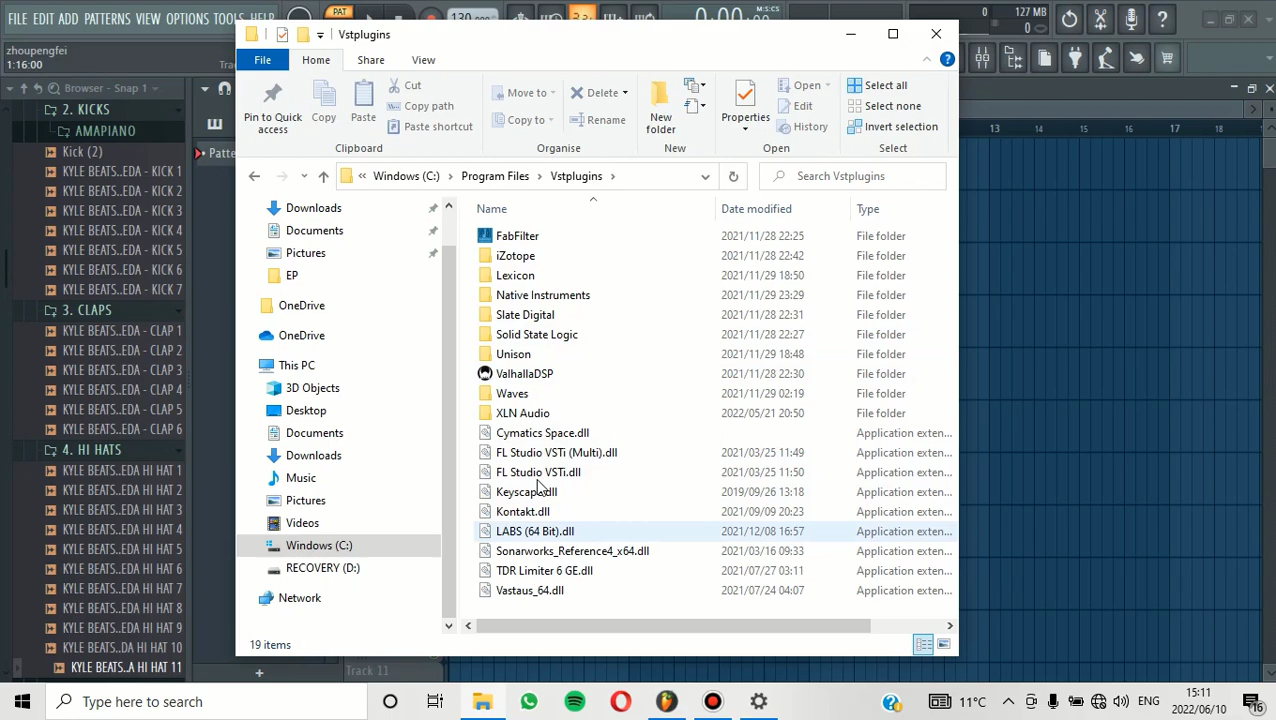 ADD PATTERNS VIEW OPTIONS TOOLS HELP
PAT
130
127 MB
0
zhoupengfei
1:16:00
Browser - Snap 1
2. KICKS
AMAPIANO
Kick (2)
KYLE BEATS...EDA - KICK 1
KYLE BEATS...EDA - KICK 2
KYLE BEATS...EDA - KICK 3
KYLE BEATS...EDA - KICK 4
KYLE BEATS...EDA - KICK 5
KYLE BEATS...EDA - KICK 6
KYLE BEATS...EDA - KICK 7
3. CLAPS
KYLE BEATS...EDA - CLAP 1
KYLE BEATS...EDA - CLAP 2
KYLE BEATS...EDA - CLAP 3
KYLE BEATS...EDA - CLAP 4
KYLE BEATS...EDA - CLAP 5
KYLE BEATS...EDA - CLAP 6
4. HI HATS
KYLE BEATS...EDA HI HAT 1
KYLE BEATS...EDA HI HAT 2
KYLE BEATS...EDA HI HAT 3
KYLE BEATS...EDA HI HAT 4
KYLE BEATS...EDA HI HAT 5
KYLE BEATS...EDA HI HAT 6
KYLE BEATS...EDA HI HAT 7
KYLE BEATS...EDA HI HAT 8
KYLE BEATS...EDA HI HAT 9
KYLE BEATS...DA HI HAT 10
KYLE BEATS..A HI HAT 11
Patte
13 14 15 16 17 18
Track 11
Vstplugins
File Home Share View
Pin to Quick access
Copy
Paste
Cut
Copy path
Paste shortcut
Clipboard
Move to
Copy to
Delete
Rename
Organise
New folder
New
Properties
Open
Edit
History
Open
Select all
Select none
Invert selection
Select
« Windows (C:) > Program Files > Vstplugins >
Search Vstplugins
Downloads
Documents
Pictures
EP
OneDrive
OneDrive
This PC
3D Objects
Desktop
Documents
Downloads
Music
Pictures
Videos
Windows (C:)
RECOVERY (D:)
Network
Name Date modified Type
FabFilter 2021/11/28 22:25 File folder
iZotope 2021/11/28 22:42 File folder
Lexicon 2021/11/29 18:50 File folder
Native Instruments 2021/11/29 23:29 File folder
Slate Digital 2021/11/28 22:31 File folder
Solid State Logic 2021/11/28 22:27 File folder
Unison 2021/11/29 18:48 File folder
ValhallaDSP 2021/11/28 22:30 File folder
Waves 2021/11/29 02:19 File folder
XLN Audio 2022/05/21 20:50 File folder
Cymatics Space.dll Application exten...
FL Studio VSTi (Multi).dll 2021/03/25 11:49 Application exten...
FL Studio VSTi.dll 2021/03/25 11:50 Application exten...
Keyscape.dll 2019/09/26 13:18 Application exten...
Kontakt.dll 2021/09/09 20:23 Application exten...
LABS (64 Bit).dll 2021/12/08 16:57 Application exten...
Sonarworks_Reference4_x64.dll 2021/03/16 09:33 Application exten...
TDR Limiter 6 GE.dll 2021/07/27 03:11 Application exten...
Vastaus_64.dll 2021/07/24 04:07 Application exten...
19 items
Type here to search
11°C
ENG
15:11
2022/06/10
16